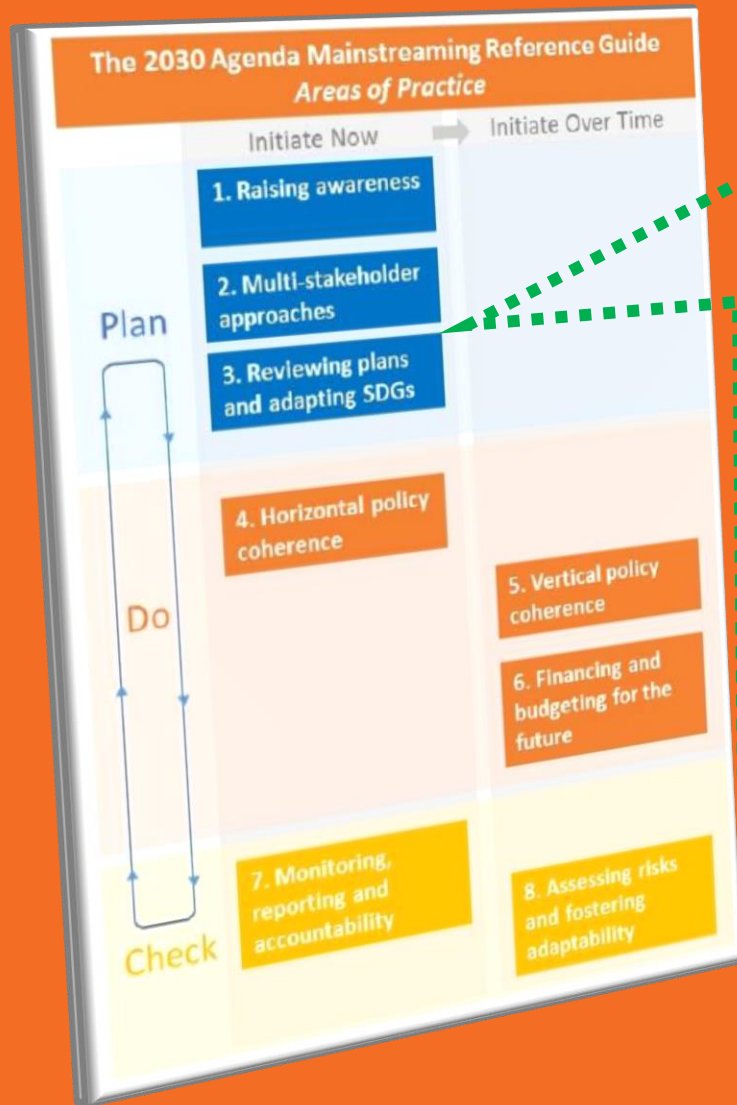 The 2030 Agenda Mainstreaming Reference Guide
Areas of Practice
Initiate Now
Initiate Over Time
Plan
1. Raising awareness
2. Multi-stakeholder
approaches
3. Reviewing plans
and adapting SDGs
Do
4. Horizontal policy
coherence
5. Vertical policy
coherence
6. Financing and
budgeting for the
future
Check
7. Monitoring,
reporting and
accountability
8. Assessing risks
and fostering
adaptability